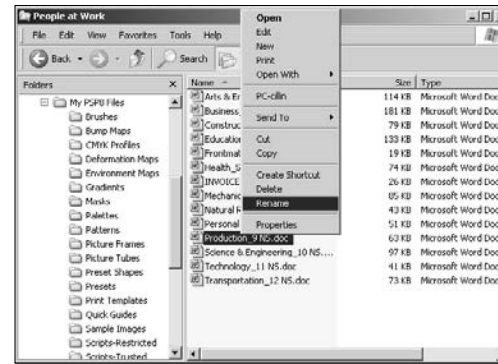 People at Work
File Edit View Favorites Tools Help
Back Search
Folders
My PSP8 Files
Brushes
Bump Maps
CMYK Profiles
Deformation Maps
Environment Maps
Gradients
Masks
Palettes
Patterns
Picture Frames
Picture Tubes
Preset Shapes
Presets
Print Templates
Quick Guides
Sample Images
Scripts-Restricted
Scripts-Trusted
Name Size Type
Arts & Er 114 KB Microsoft Word Doc
Business_ 181 KB Microsoft Word Doc
Construc 79 KB Microsoft Word Doc
Education 133 KB Microsoft Word Doc
Frontmat 19 KB Microsoft Word Doc
Health_S 74 KB Microsoft Word Doc
INVOICE 26 KB Microsoft Word Doc
Mechanic 85 KB Microsoft Word Doc
Natural R 43 KB Microsoft Word Doc
Personal 51 KB Microsoft Word Doc
Production_9 NS.doc 63 KB Microsoft Word Doc
Science & Engineering_10 NS.... 97 KB Microsoft Word Doc
Technology_11 NS.doc 41 KB Microsoft Word Doc
Transportation_12 NS.doc 73 KB Microsoft Word Doc
Open
Edit
New
Print
Open With
PC-cillin
Send To
Cut
Copy
Create Shortcut
Delete
Rename
Properties